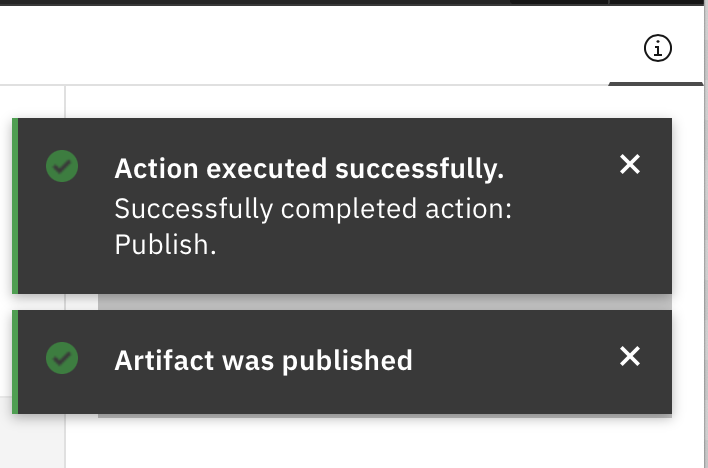 Action executed successfully.
Successfully completed action:
Publish.
Artifact was published